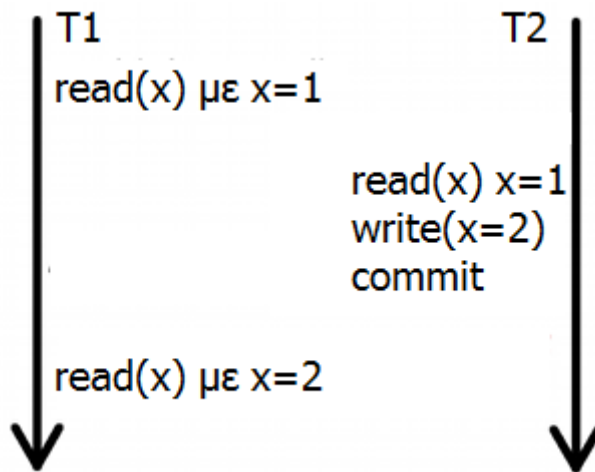 T1
T2
read(x) με x=1
read(x) x=1
write(x=2)
commit
read(x) με x=2